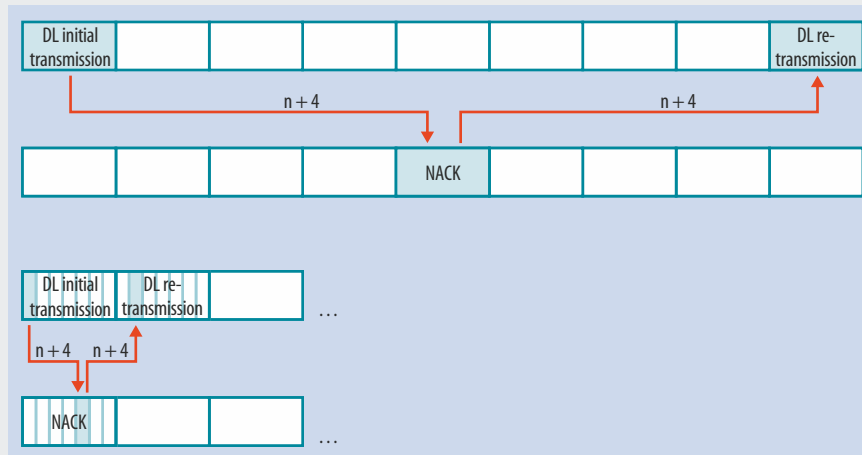 DL initial
transmission
DL re-
transmission
n + 4
n + 4
NACK
DL initial
transmission
DL re-
transmission
...
n + 4
n + 4
NACK
...